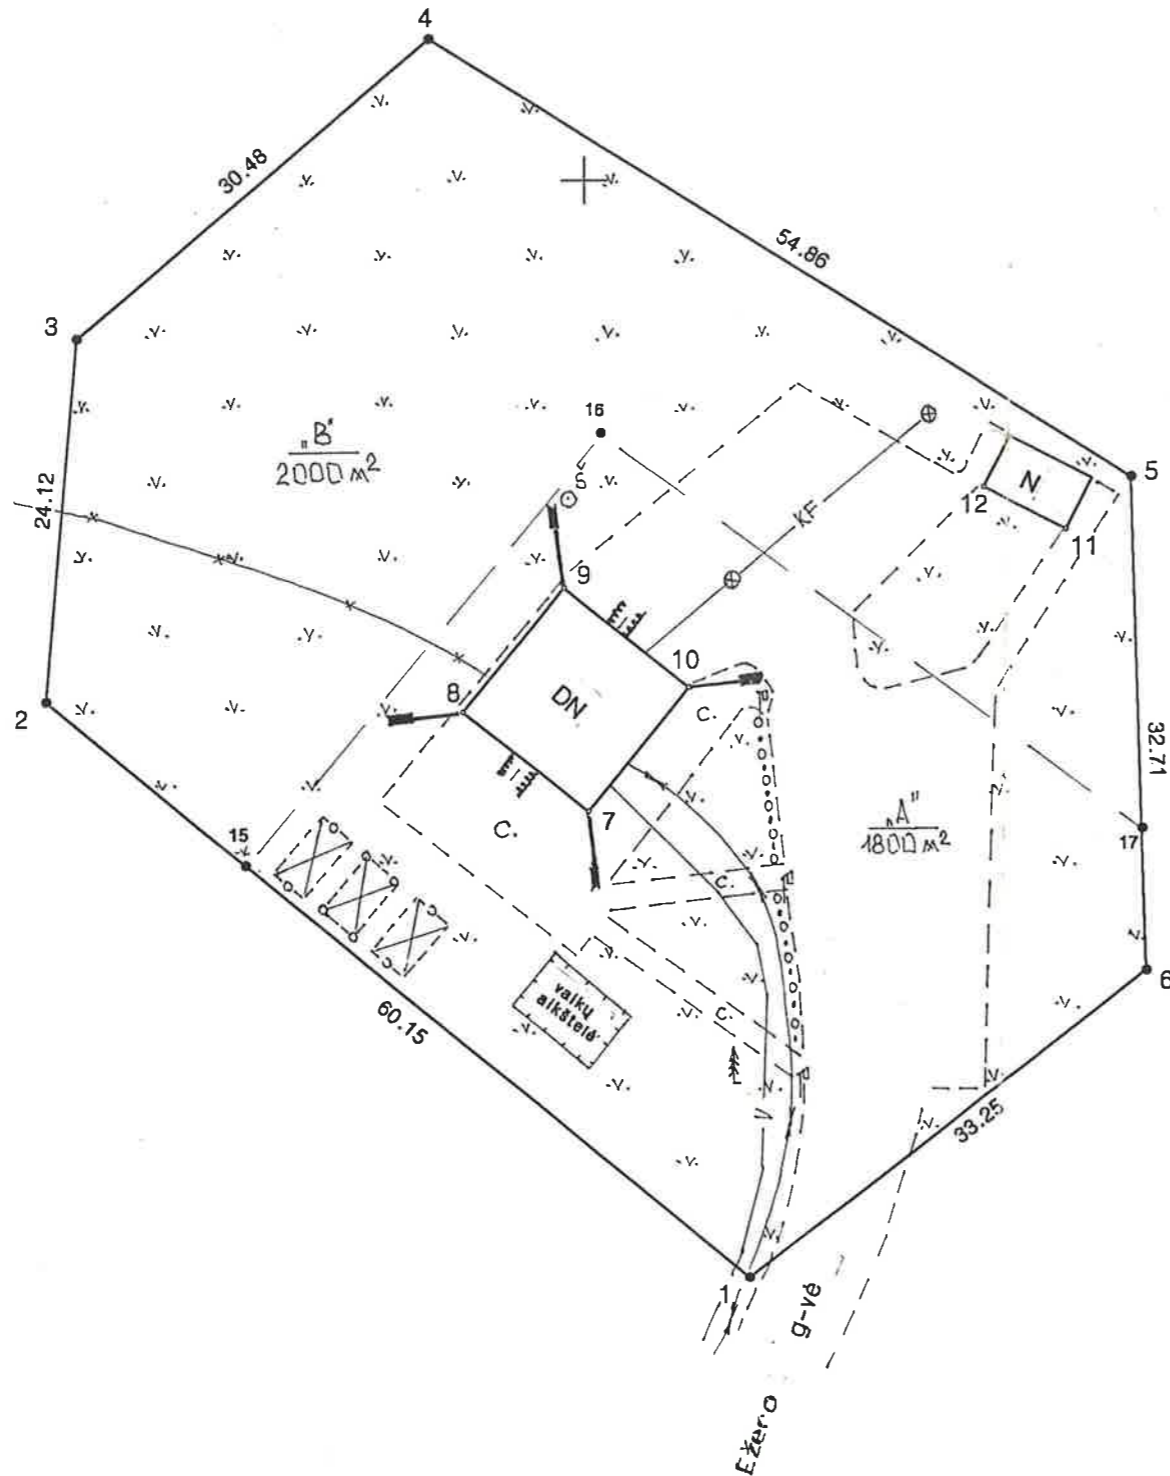 4
30.48
54.86
3
16
„B"
2000 m²
5
24.12
Š
KF
N
12
11
9
8
10
DN
2
C.
32.71
7
„A"
1800 m²
17
C.
15
C.
6
vaikų
aikštelė
C.
60.15
V
33.25
1
g-vė
Ežero